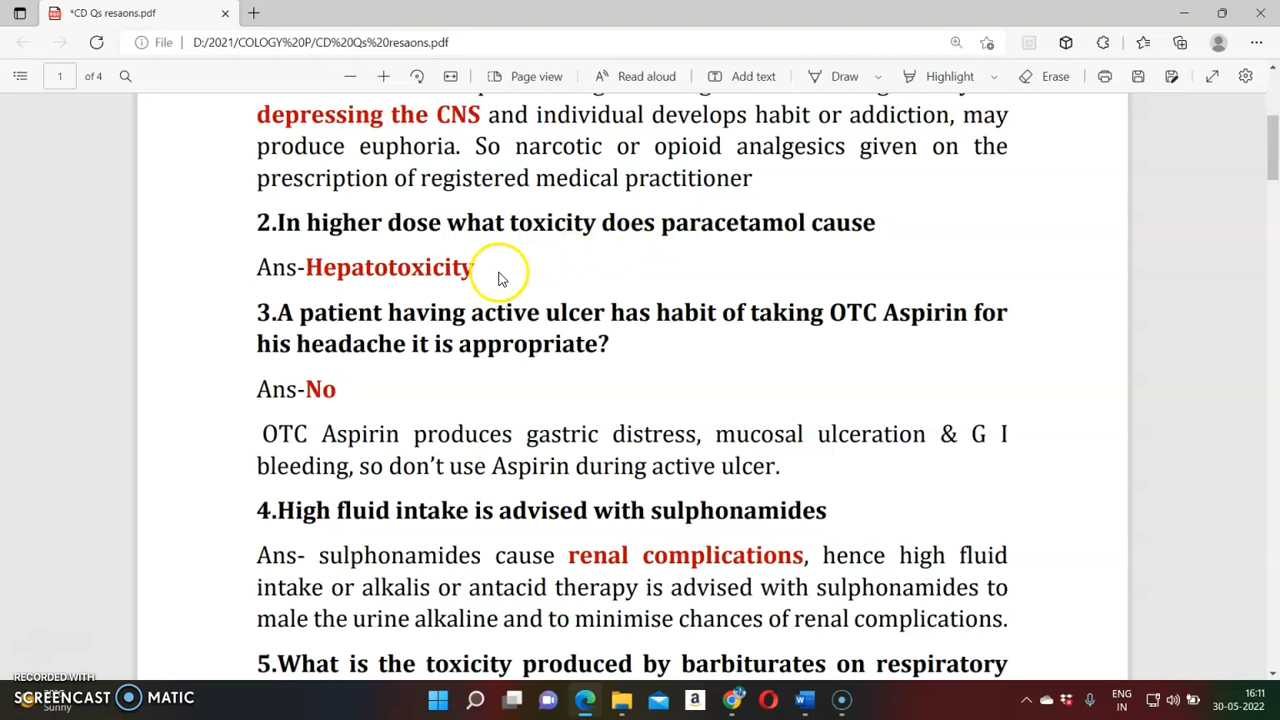 *CD Qs resaons.pdf
File D:/2021/COLOGY%20P/CD%20Qs%20resaons.pdf
1 of 4 Page view Read aloud Add text Draw Highlight Erase
depressing the CNS and individual develops habit or addiction, may
produce euphoria. So narcotic or opioid analgesics given on the
prescription of registered medical practitioner
2.In higher dose what toxicity does paracetamol cause
Ans-Hepatotoxicity
3.A patient having active ulcer has habit of taking OTC Aspirin for
his headache it is appropriate?
Ans-No
OTC Aspirin produces gastric distress, mucosal ulceration & G I
bleeding, so don't use Aspirin during active ulcer.
4.High fluid intake is advised with sulphonamides
Ans- sulphonamides cause renal complications, hence high fluid
intake or alkalis or antacid therapy is advised with sulphonamides to
male the urine alkaline and to minimise chances of renal complications.
5.What is the toxicity produced by barbiturates on respiratory
RECORDED WITH
SCREENCAST MATIC
Sunny
ENG
IN
16:11
30-05-2022